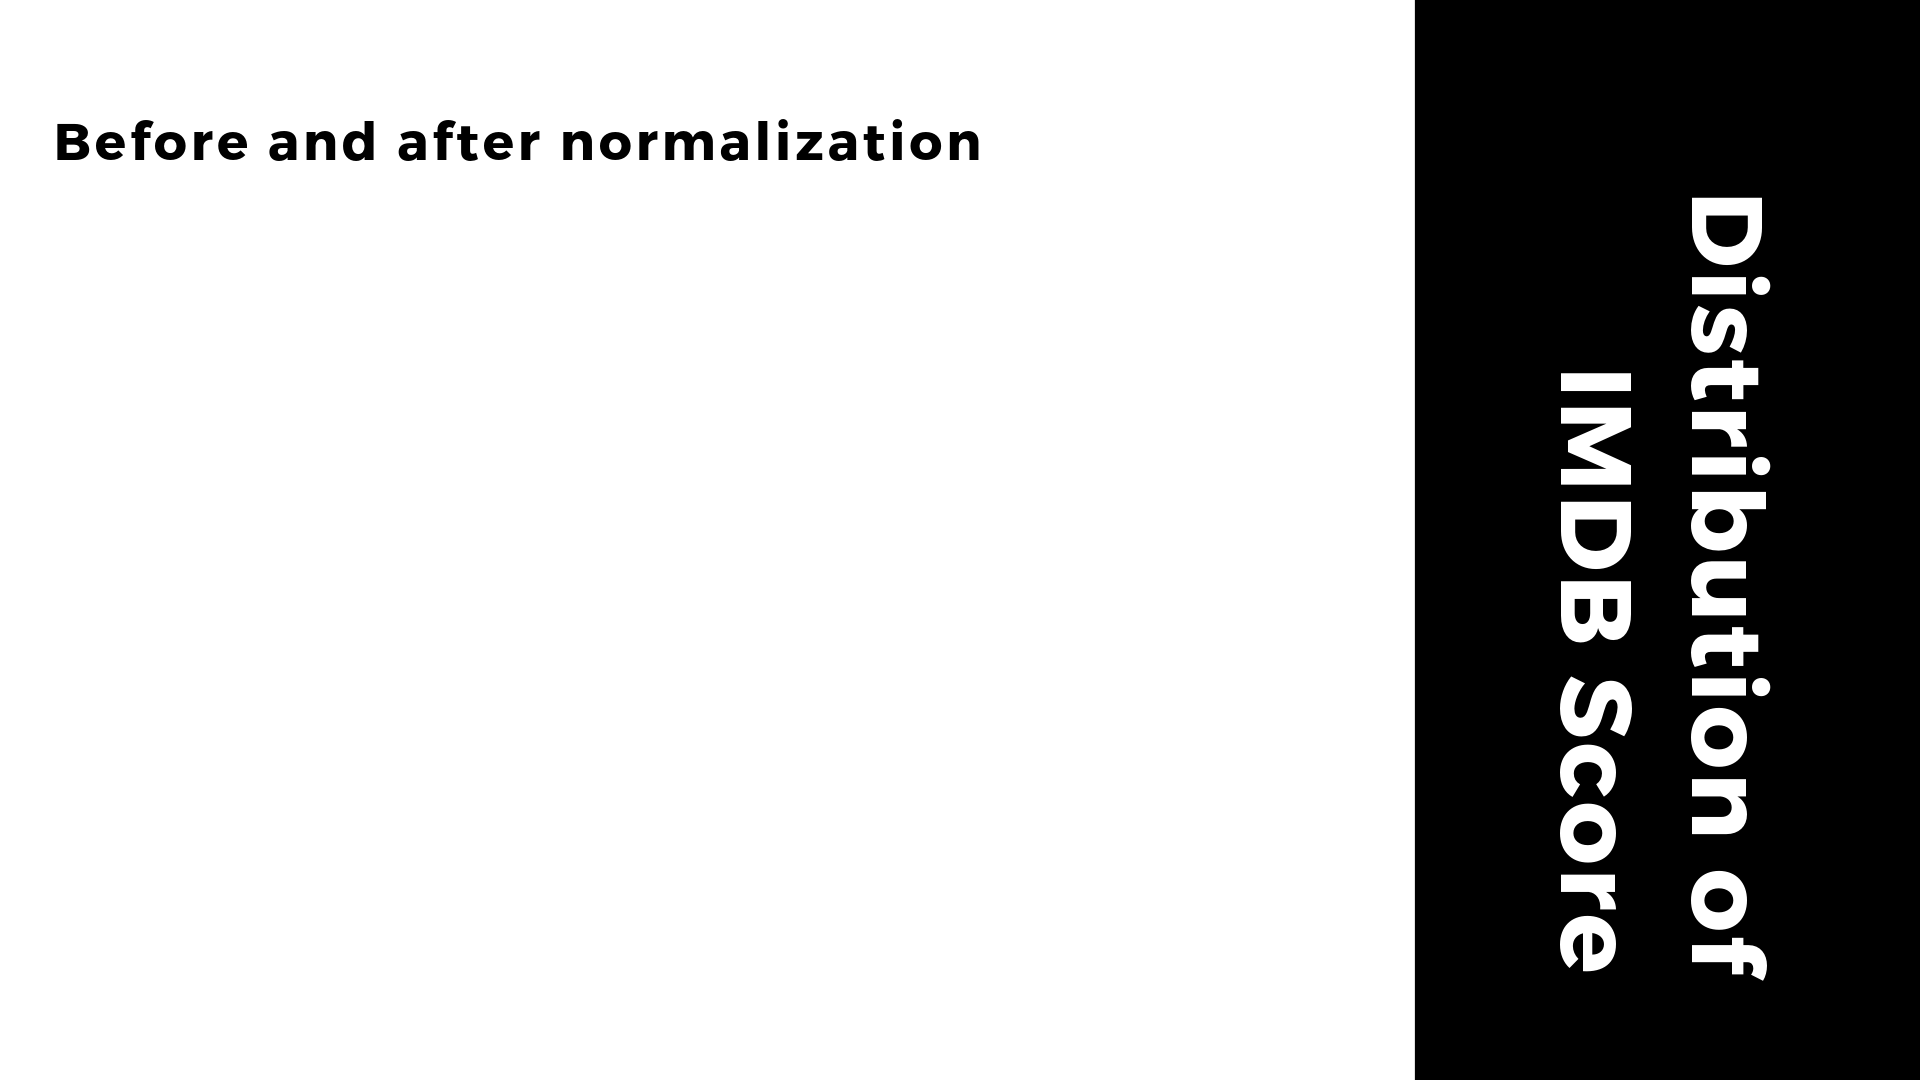 Before and after normalization
Distribution of
IMDB Score